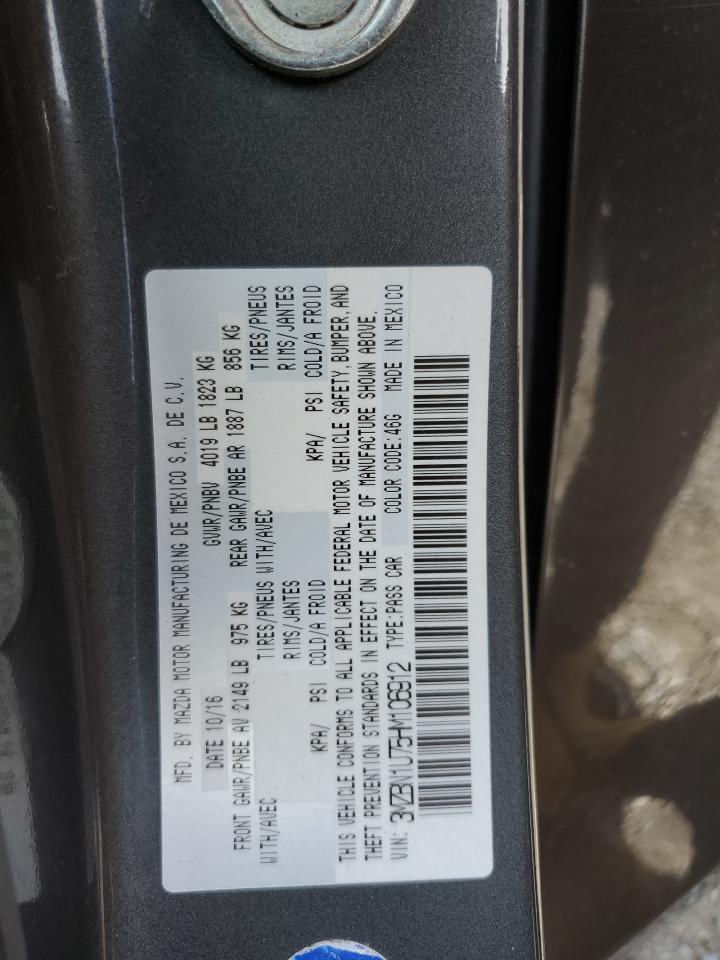 MFD. BY MAZDA MOTOR MANUFACTURING DE MEXICO S.A. DE C.V.
DATE 10/16 GVWR/PNBV 4019 LB 1823 KG
FRONT GAWR/PNBE AV 2149 LB 975 KG REAR GAWR/PNBE AR 1887 LB 856 KG
WITH/AVEC TIRES/PNEUS WITH/AVEC TIRES/PNEUS
RIMS/JANTES RIMS/JANTES
KPA/ PSI COLD/A FROID KPA/ PSI COLD/A FROID
THIS VEHICLE CONFORMS TO ALL APPLICABLE FEDERAL MOTOR VEHICLE SAFETY, BUMPER, AND
THEFT PREVENTION STANDARDS IN EFFECT ON THE DATE OF MANUFACTURE SHOWN ABOVE.
VIN: 3MZBN1U75HM106912 TYPE:PASS CAR COLOR CODE:46G MADE IN MEXICO